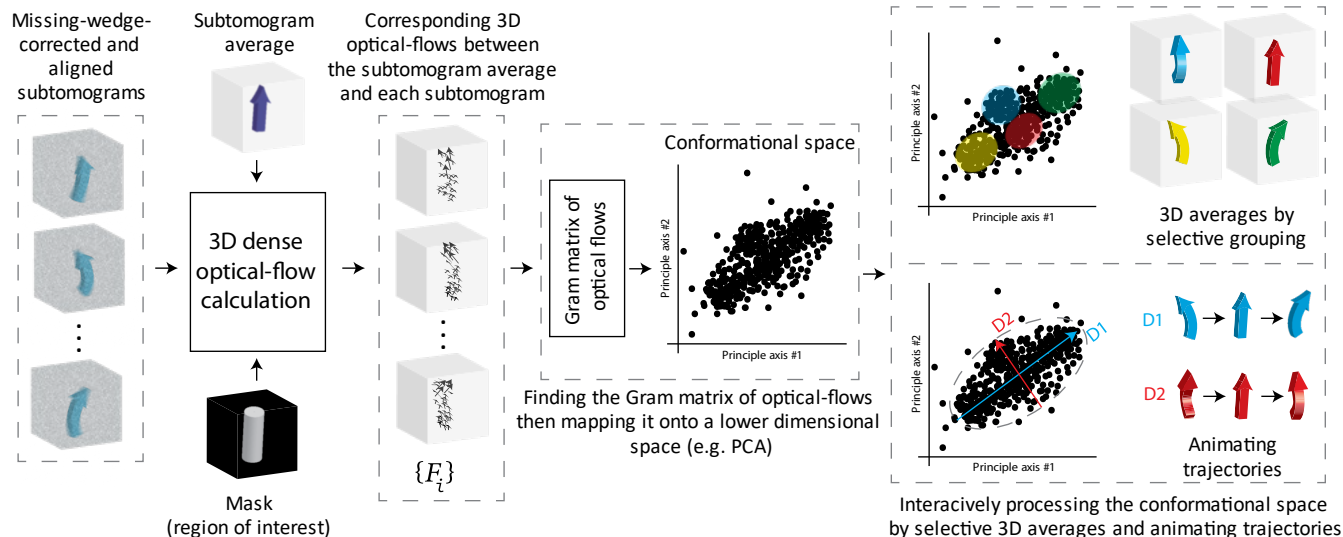 Missing-wedge-
corrected and
aligned
subtomograms
Subtomogram
average
3D dense
optical-flow
calculation
Mask
(region of interest)
Corresponding 3D
optical-flows between
the subtomogram average
and each subtomogram
{F_i}
Gram matrix of
optical flows
Conformational space
Principle axis #2
Principle axis #1
Finding the Gram matrix of optical-flows
then mapping it onto a lower dimensional
space (e.g. PCA)
Principle axis #2
Principle axis #1
3D averages by
selective grouping
Principle axis #2
D2
D1
Principle axis #1
D1
D2
Animating
trajectories
Interacively processing the conformational space
by selective 3D averages and animating trajectories